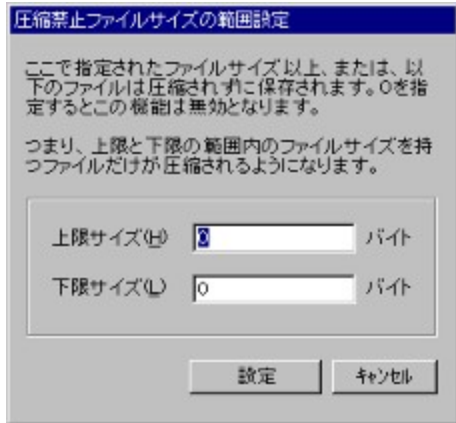 圧縮禁止ファイルサイズの範囲設定
ここで指定されたファイルサイズ以上、または、以
下のファイルは圧縮されずに保存されます。0を指
定するとこの機能は無効となります。
つまり、上限と下限の範囲内のファイルサイズを持
つファイルだけが圧縮されるようになります。
上限サイズ(H) 0 バイト
下限サイズ(L) 0 バイト
設定 キャンセル